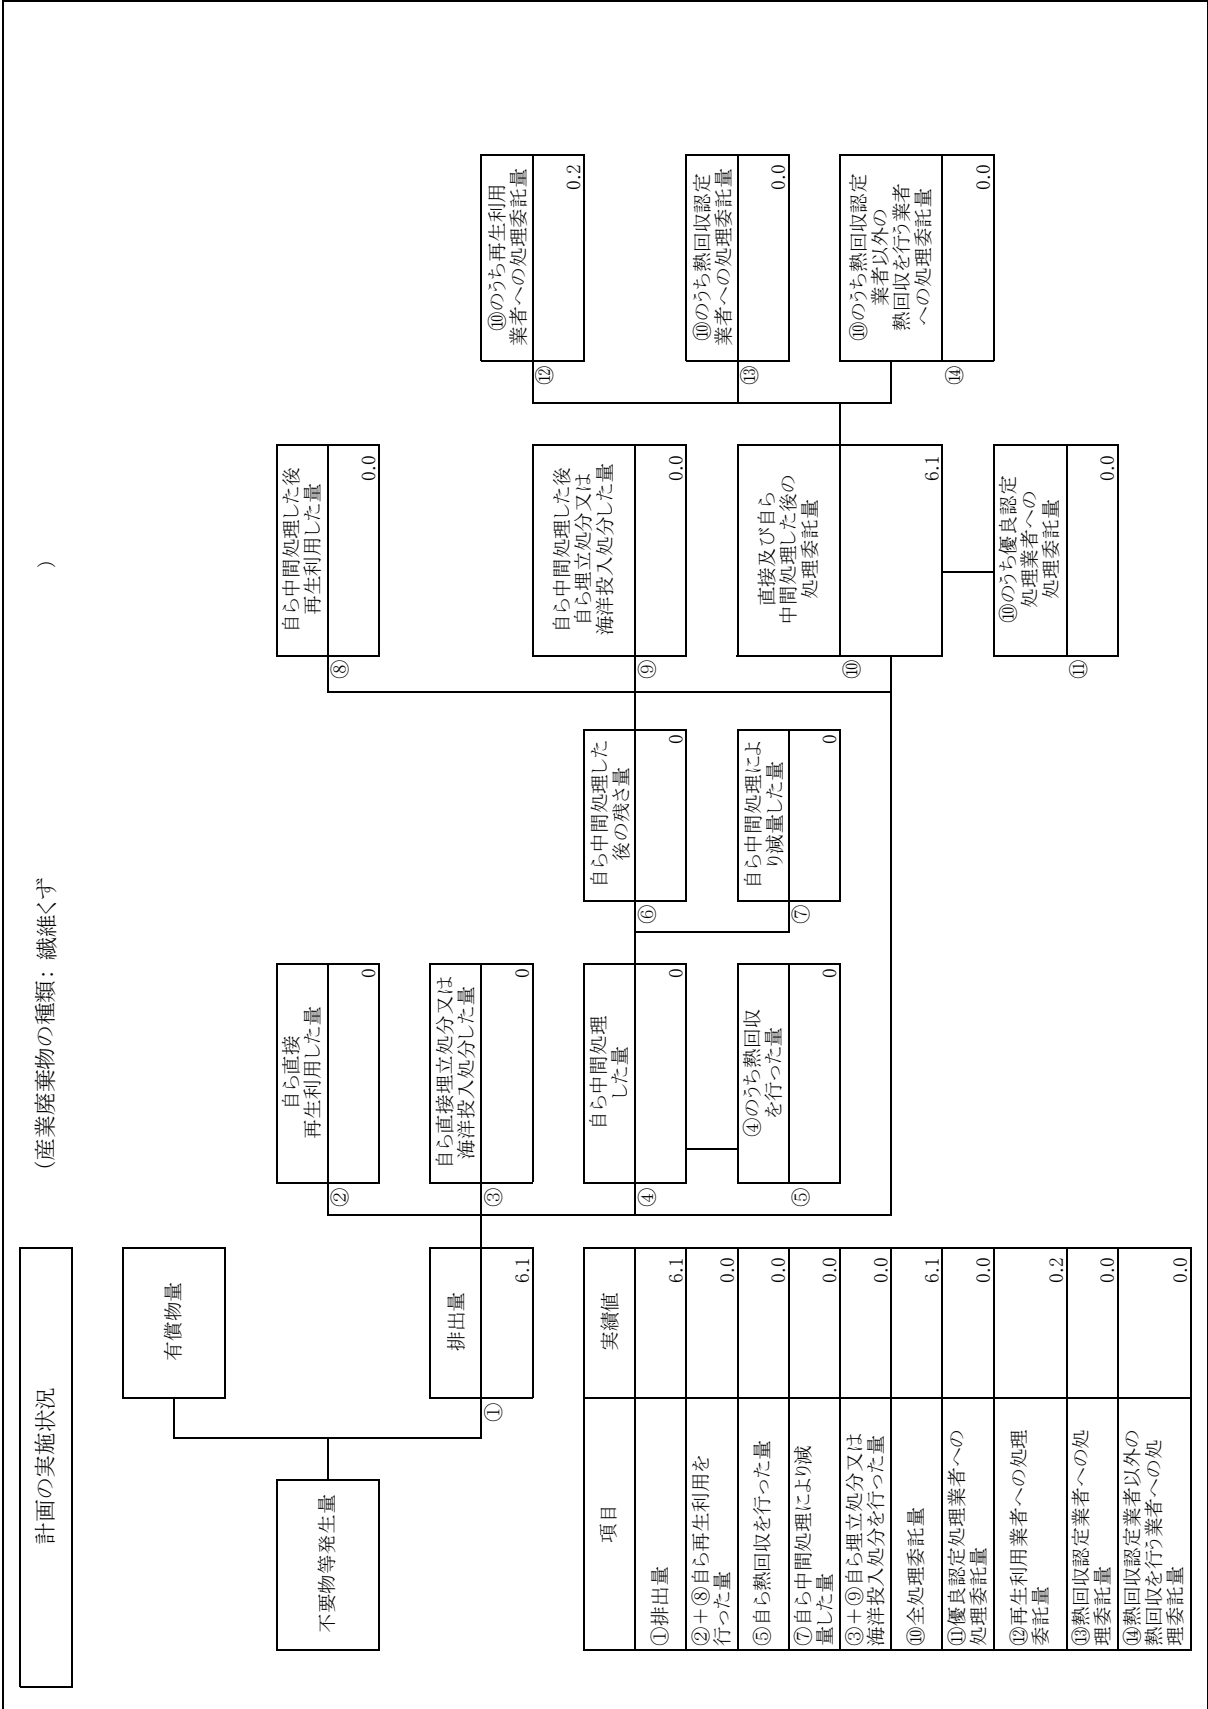 計画の実施状況
(産業廃棄物の種類：繊維くず
)
不要物等発生量
有償物量
①
排出量
6.1
②
自ら直接
再生利用した量
0
③
自ら直接埋立処分又は
海洋投入処分した量
0
④
自ら中間処理
した量
0
⑤
④のうち熱回収
を行った量
0
⑥
自ら中間処理した
後の残さ量
0
⑦
自ら中間処理によ
り減量した量
0
⑧
自ら中間処理した後
再生利用した量
0.0
⑨
自ら中間処理した後
自ら埋立処分又は
海洋投入処分した量
0.0
⑩
直接及び自ら
中間処理した後の
処理委託量
6.1
⑪
⑩のうち優良認定
処理業者への
処理委託量
0.0
⑫
⑩のうち再生利用
業者への処理委託量
0.2
⑬
⑩のうち熱回収認定
業者への処理委託量
0.0
⑭
⑩のうち熱回収認定
業者以外の
熱回収を行う業者
への処理委託量
0.0
項目
実績値
①排出量
6.1
②＋⑧自ら再生利用を
行った量
0.0
⑤自ら熱回収を行った量
0.0
⑦自ら中間処理により減
量した量
0.0
③＋⑨自ら埋立処分又は
海洋投入処分を行った量
0.0
⑩全処理委託量
6.1
⑪優良認定処理業者への
処理委託量
0.0
⑫再生利用業者への処理
委託量
0.2
⑬熱回収認定業者への処
理委託量
0.0
⑭熱回収認定業者以外の
熱回収を行う業者への処
理委託量
0.0